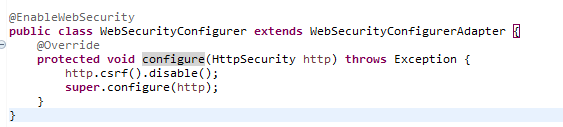 @EnableWebSecurity
public class WebSecurityConfigurer extends WebSecurityConfigurerAdapter {
@Override
protected void configure(HttpSecurity http) throws Exception {
http.csrf().disable();
super.configure(http);
}
}